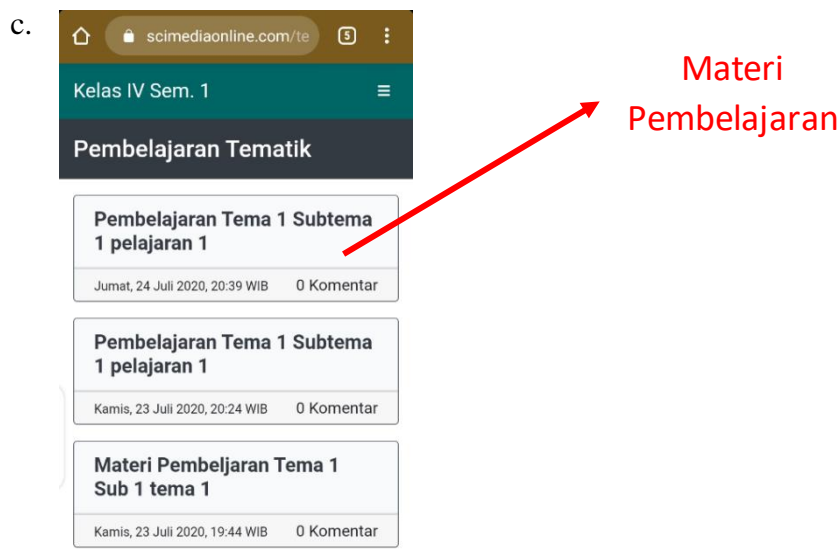 c.
scimediaonline.com/te 5
Kelas IV Sem. 1
Pembelajaran Tematik
Materi
Pembelajaran
Pembelajaran Tema 1 Subtema
1 pelajaran 1
Jumat, 24 Juli 2020, 20:39 WIB 0 Komentar
Pembelajaran Tema 1 Subtema
1 pelajaran 1
Kamis, 23 Juli 2020, 20:24 WIB 0 Komentar
Materi Pembeljaran Tema 1
Sub 1 tema 1
Kamis, 23 Juli 2020, 19:44 WIB 0 Komentar